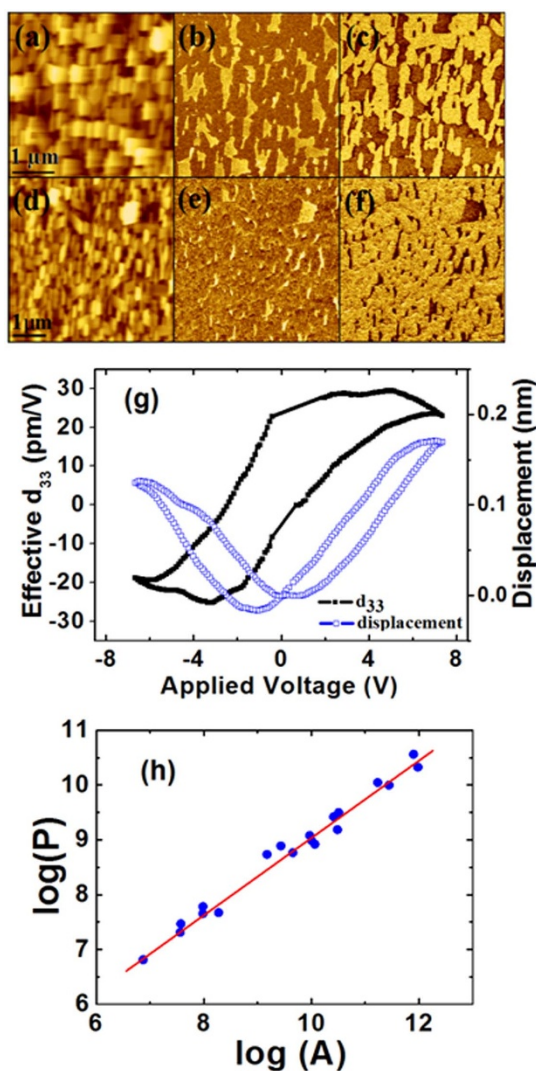 (a) (b) (c)
1 μm
(d) (e) (f)
1μm
(g)
Effective d33 (pm/V)
30
20
10
0
-10
-20
-30
0.2
0.1
0.0
Displacement (nm)
d33
displacement
-8 -4 0 4 8
Applied Voltage (V)
(h)
log(P)
11
10
9
8
7
6
6 8 10 12
log (A)